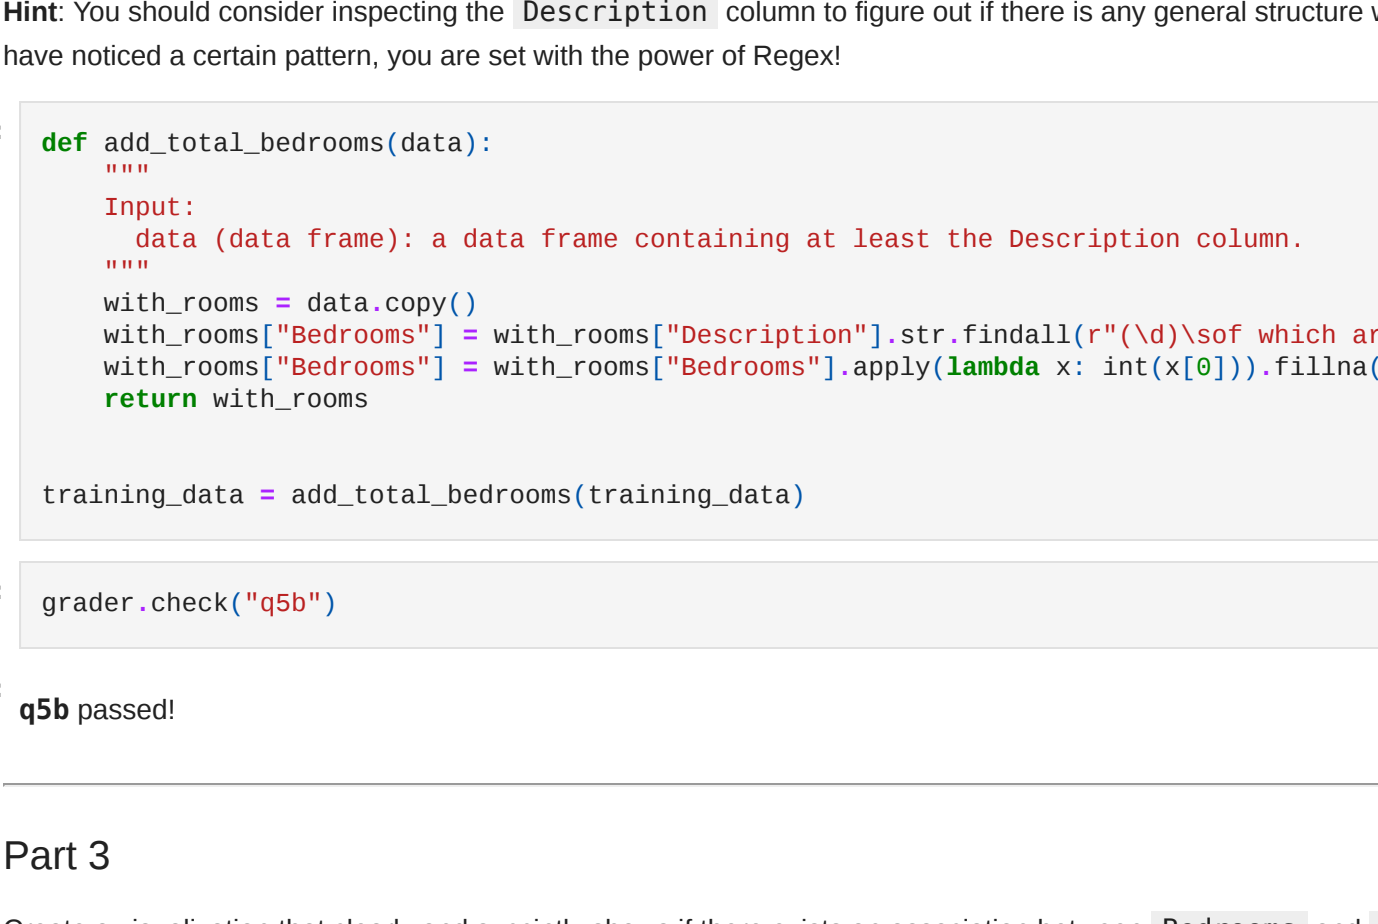 Hint: You should consider inspecting the Description column to figure out if there is any general structure
have noticed a certain pattern, you are set with the power of Regex!
def add_total_bedrooms(data):
    """
    Input:
      data (data frame): a data frame containing at least the Description column.
    """
    with_rooms = data.copy()
    with_rooms["Bedrooms"] = with_rooms["Description"].str.findall(r"(\d)\sof which ar
    with_rooms["Bedrooms"] = with_rooms["Bedrooms"].apply(lambda x: int(x[0])).fillna(
    return with_rooms
training_data = add_total_bedrooms(training_data)
grader.check("q5b")
q5b passed!
Part 3